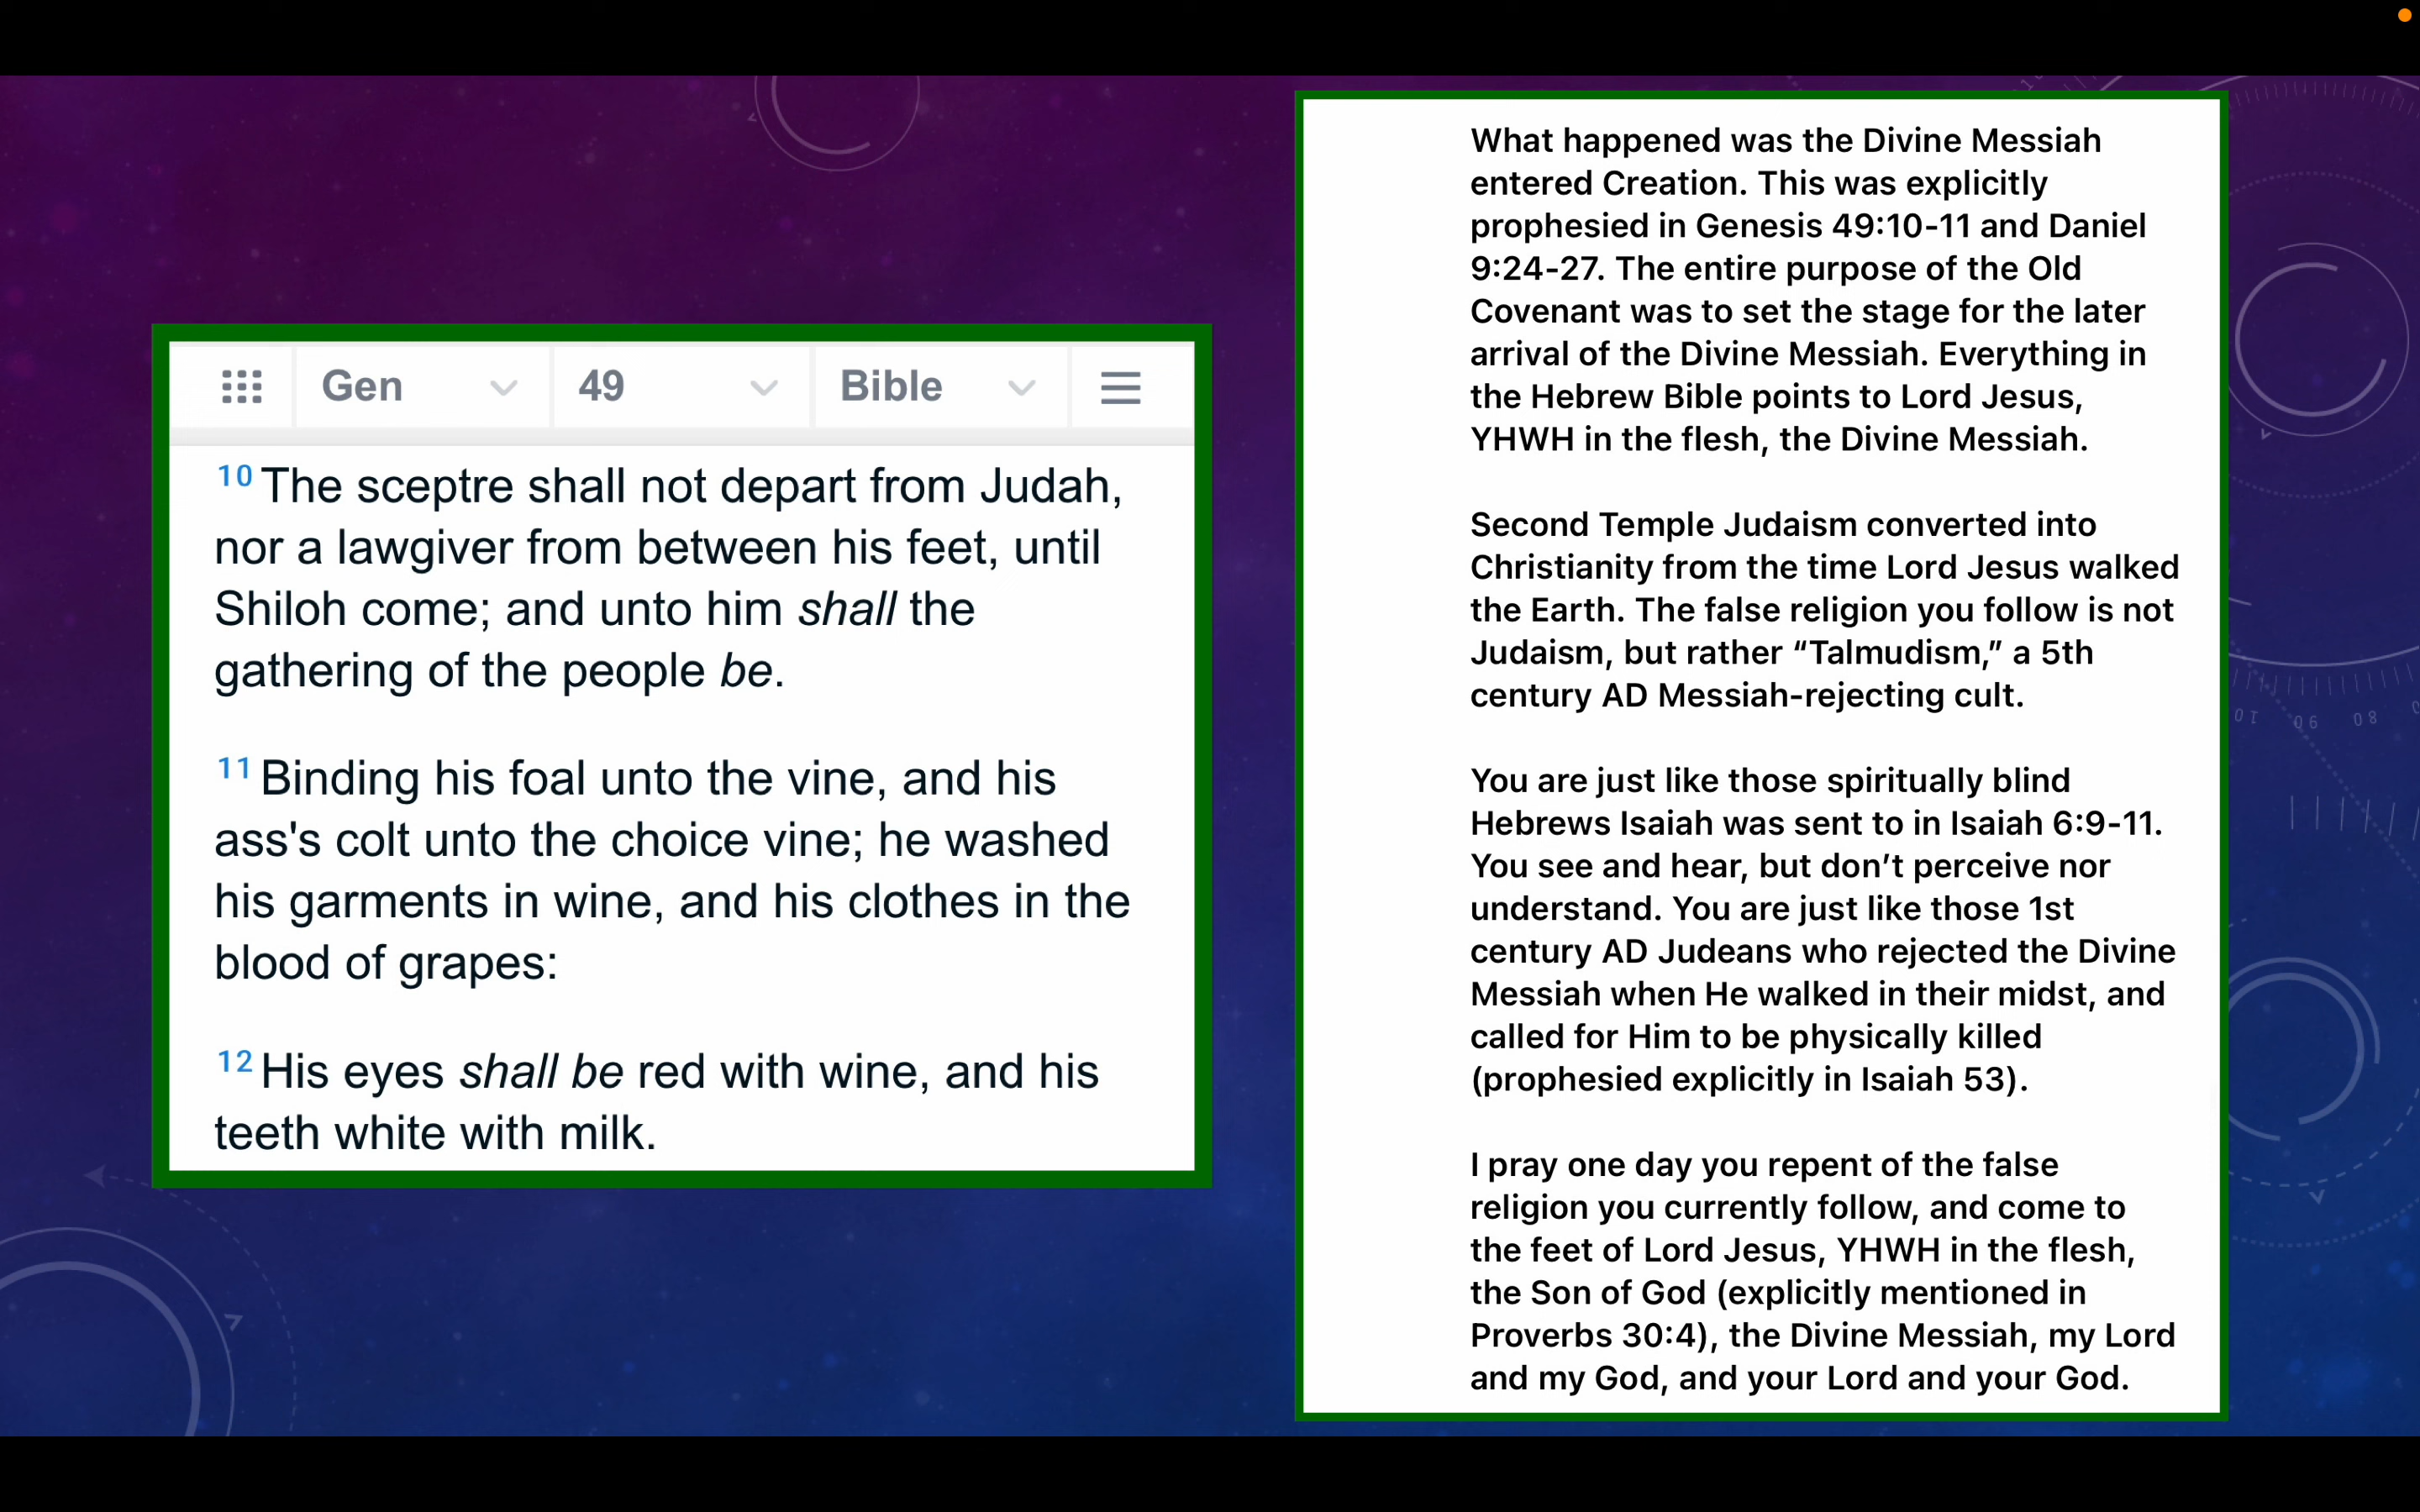 Gen 49 Bible
10 The sceptre shall not depart from Judah,
nor a lawgiver from between his feet, until
Shiloh come; and unto him shall the
gathering of the people be.
11 Binding his foal unto the vine, and his
ass's colt unto the choice vine; he washed
his garments in wine, and his clothes in the
blood of grapes:
12 His eyes shall be red with wine, and his
teeth white with milk.
What happened was the Divine Messiah
entered Creation. This was explicitly
prophesied in Genesis 49:10-11 and Daniel
9:24-27. The entire purpose of the Old
Covenant was to set the stage for the later
arrival of the Divine Messiah. Everything in
the Hebrew Bible points to Lord Jesus,
YHWH in the flesh, the Divine Messiah.
Second Temple Judaism converted into
Christianity from the time Lord Jesus walked
the Earth. The false religion you follow is not
Judaism, but rather “Talmudism,” a 5th
century AD Messiah-rejecting cult.
You are just like those spiritually blind
Hebrews Isaiah was sent to in Isaiah 6:9-11.
You see and hear, but don’t perceive nor
understand. You are just like those 1st
century AD Judeans who rejected the Divine
Messiah when He walked in their midst, and
called for Him to be physically killed
(prophesied explicitly in Isaiah 53).
I pray one day you repent of the false
religion you currently follow, and come to
the feet of Lord Jesus, YHWH in the flesh,
the Son of God (explicitly mentioned in
Proverbs 30:4), the Divine Messiah, my Lord
and my God, and your Lord and your God.